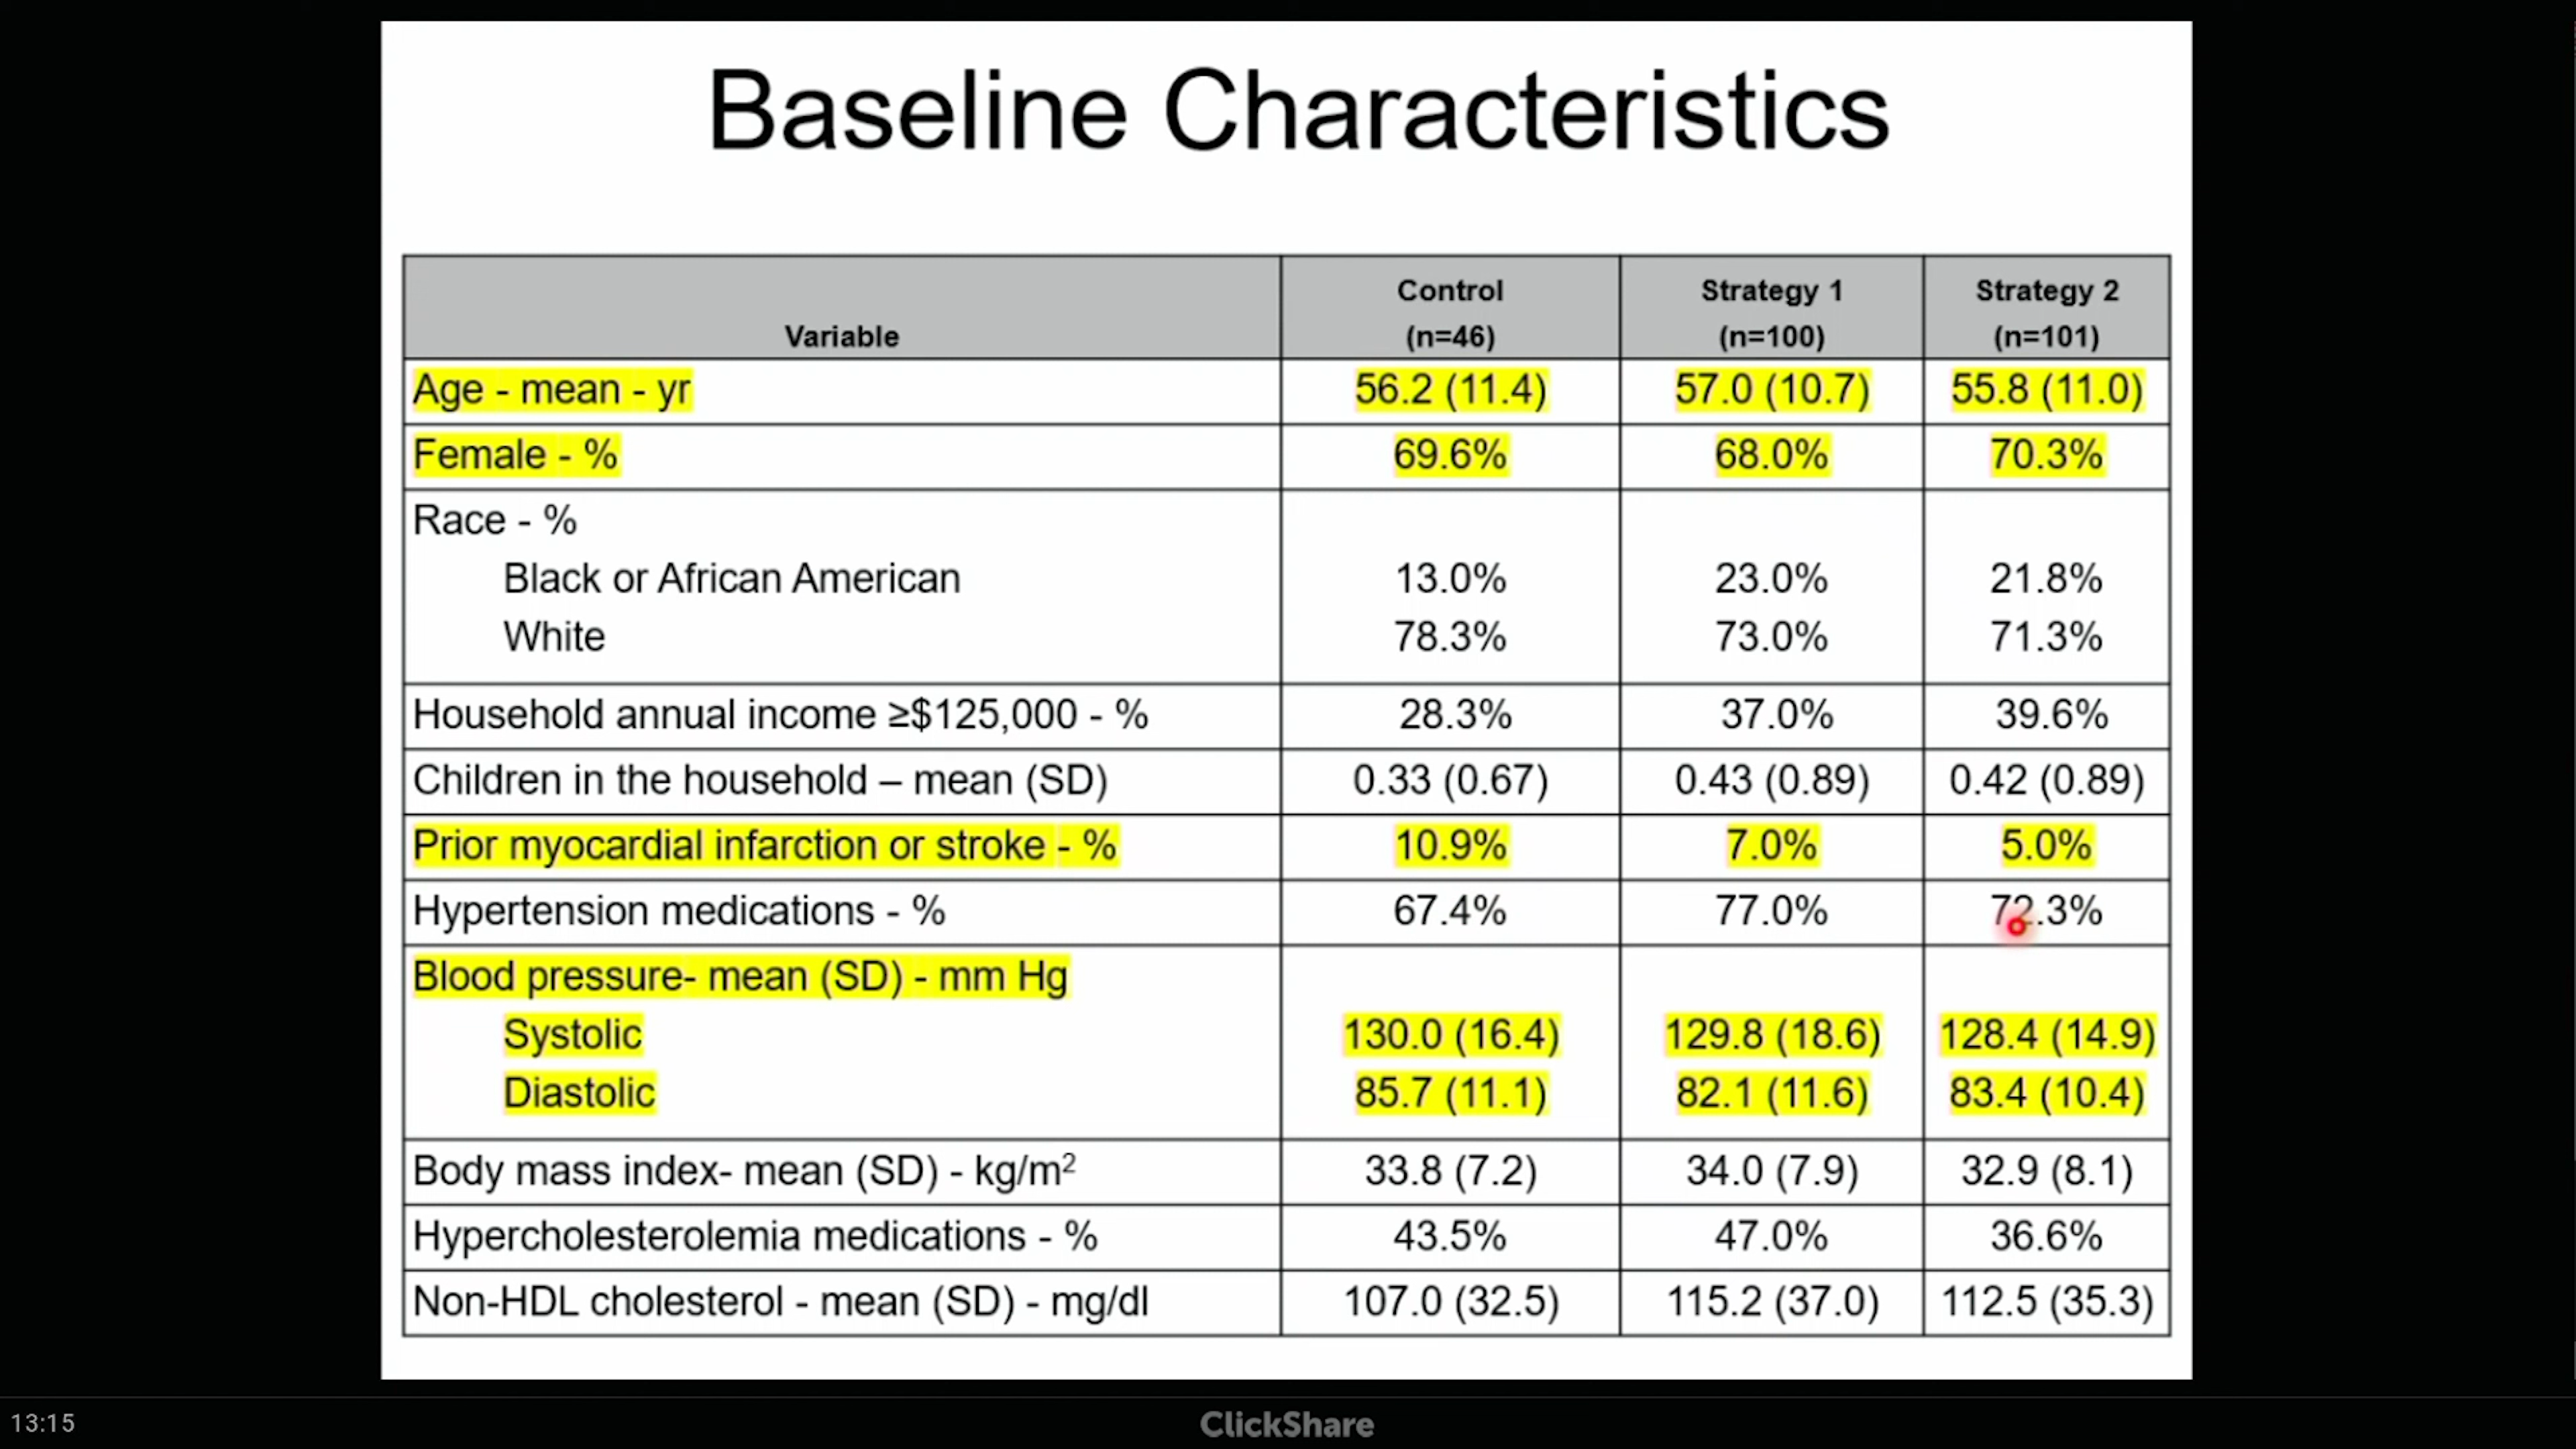 Baseline Characteristics
Variable Control (n=46) Strategy 1 (n=100) Strategy 2 (n=101)
Age - mean - yr 56.2 (11.4) 57.0 (10.7) 55.8 (11.0)
Female - % 69.6% 68.0% 70.3%
Race - %
Black or African American 13.0% 23.0% 21.8%
White 78.3% 73.0% 71.3%
Household annual income ≥$125,000 - % 28.3% 37.0% 39.6%
Children in the household – mean (SD) 0.33 (0.67) 0.43 (0.89) 0.42 (0.89)
Prior myocardial infarction or stroke - % 10.9% 7.0% 5.0%
Hypertension medications - % 67.4% 77.0% 72.3%
Blood pressure- mean (SD) - mm Hg
Systolic 130.0 (16.4) 129.8 (18.6) 128.4 (14.9)
Diastolic 85.7 (11.1) 82.1 (11.6) 83.4 (10.4)
Body mass index- mean (SD) - kg/m² 33.8 (7.2) 34.0 (7.9) 32.9 (8.1)
Hypercholesterolemia medications - % 43.5% 47.0% 36.6%
Non-HDL cholesterol - mean (SD) - mg/dl 107.0 (32.5) 115.2 (37.0) 112.5 (35.3)
13:15 ClickShare